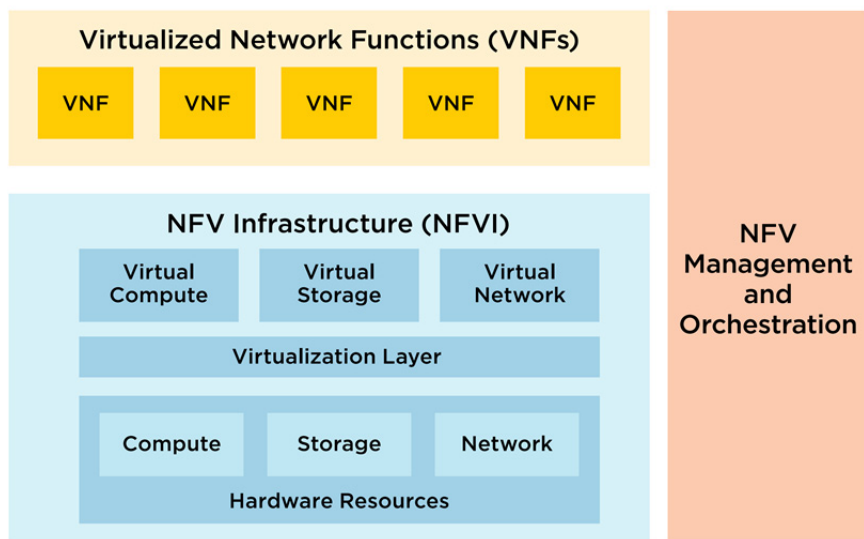 Virtualized Network Functions (VNFs)
VNF VNF VNF VNF VNF
NFV Infrastructure (NFVI)
Virtual
Compute
Virtual
Storage
Virtual
Network
Virtualization Layer
Compute Storage Network
Hardware Resources
NFV
Management
and
Orchestration